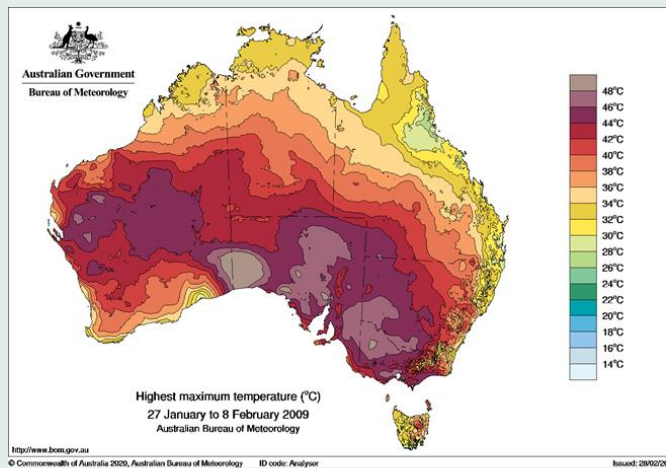 Australian Government
Bureau of Meteorology
48°C
46°C
44°C
42°C
40°C
38°C
36°C
34°C
32°C
30°C
28°C
26°C
24°C
22°C
20°C
18°C
16°C
14°C
Highest maximum temperature (°C)
27 January to 8 February 2009
Australian Bureau of Meteorology
http://www.bom.gov.au
© Commonwealth of Australia 2020, Australian Bureau of Meteorology ID code: Analyser Issued: